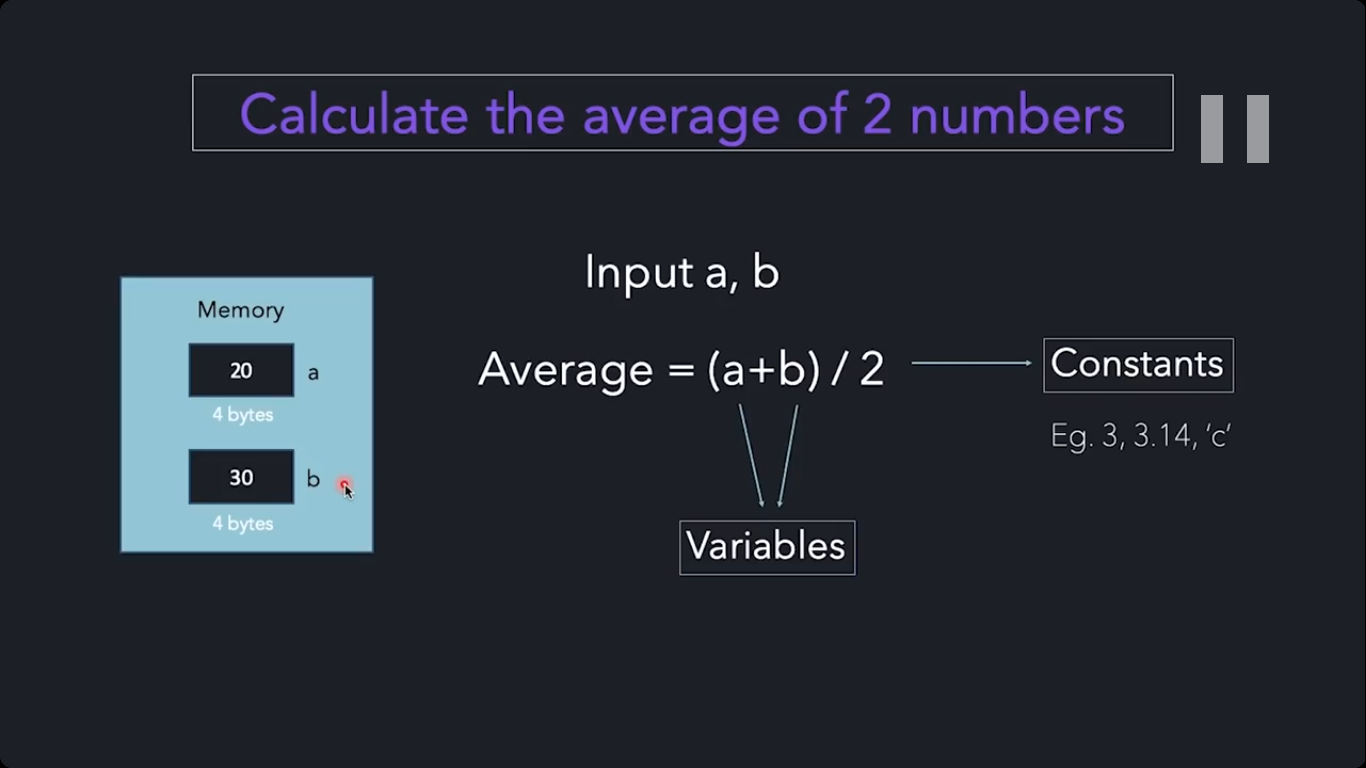 Calculate the average of 2 numbers
Input a, b
Memory
20 a
4 bytes
30 b
4 bytes
Average = (a+b) / 2
Constants
Eg. 3, 3.14, ‘c’
Variables